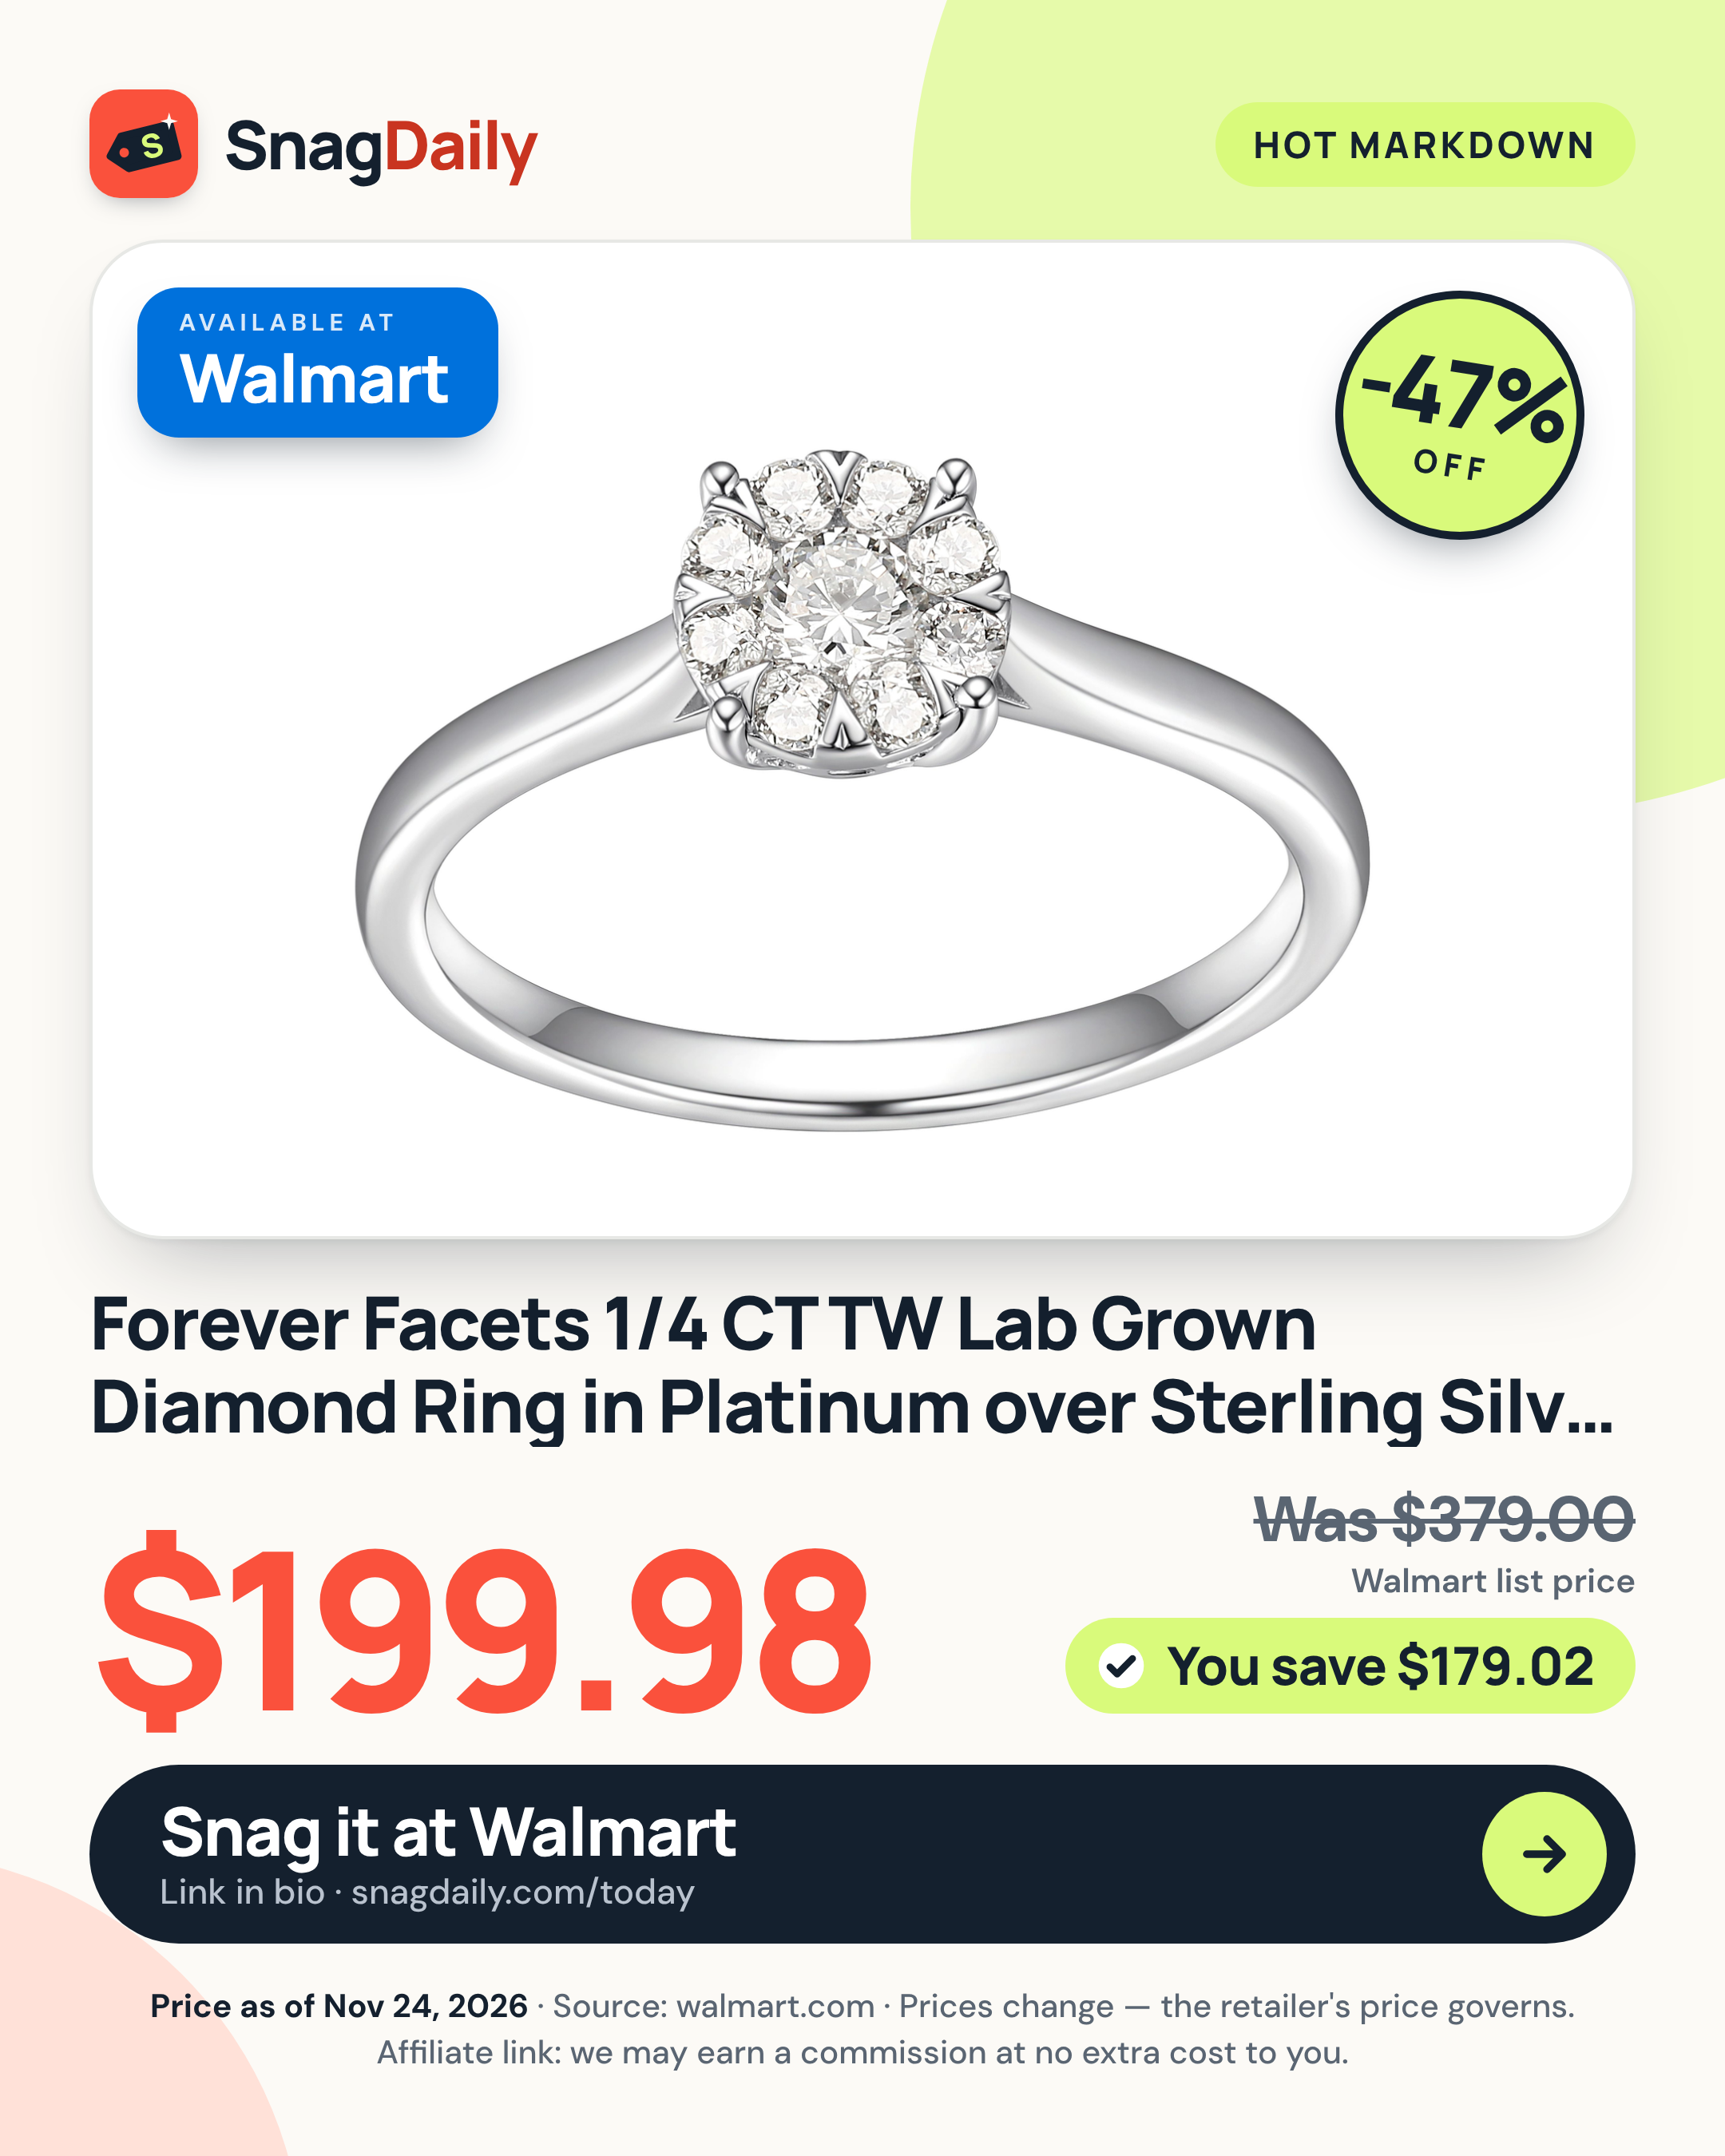 S
SnagDaily
HOT MARKDOWN
AVAILABLE AT
Walmart
-47%
OFF
Forever Facets 1/4 CT TW Lab Grown
Diamond Ring in Platinum over Sterling Silv...
Was $379.00
Walmart list price
$199.98
You save $179.02
Snag it at Walmart
Link in bio · snagdaily.com/today
Price as of Nov 24, 2026 · Source: walmart.com · Prices change — the retailer's price governs.
Affiliate link: we may earn a commission at no extra cost to you.